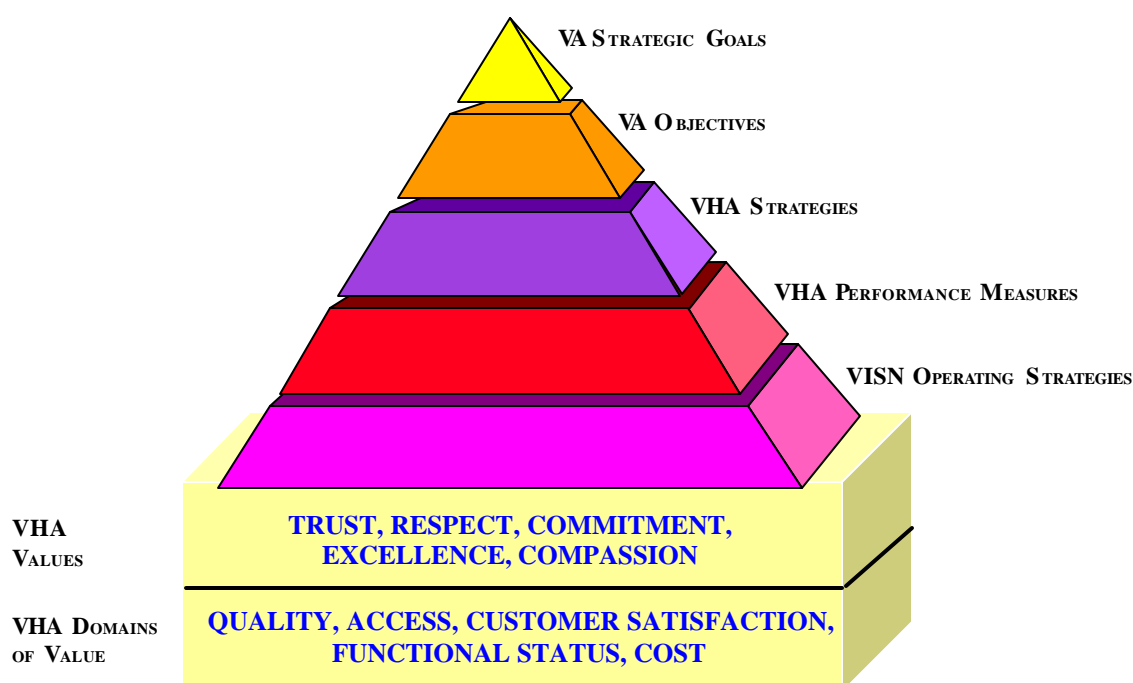 VA STRATEGIC GOALS
VA OBJECTIVES
VHA STRATEGIES
VHA PERFORMANCE MEASURES
VISN OPERATING STRATEGIES
VHA
VALUES
TRUST, RESPECT, COMMITMENT,
EXCELLENCE, COMPASSION
VHA DOMAINS
OF VALUE
QUALITY, ACCESS, CUSTOMER SATISFACTION,
FUNCTIONAL STATUS, COST